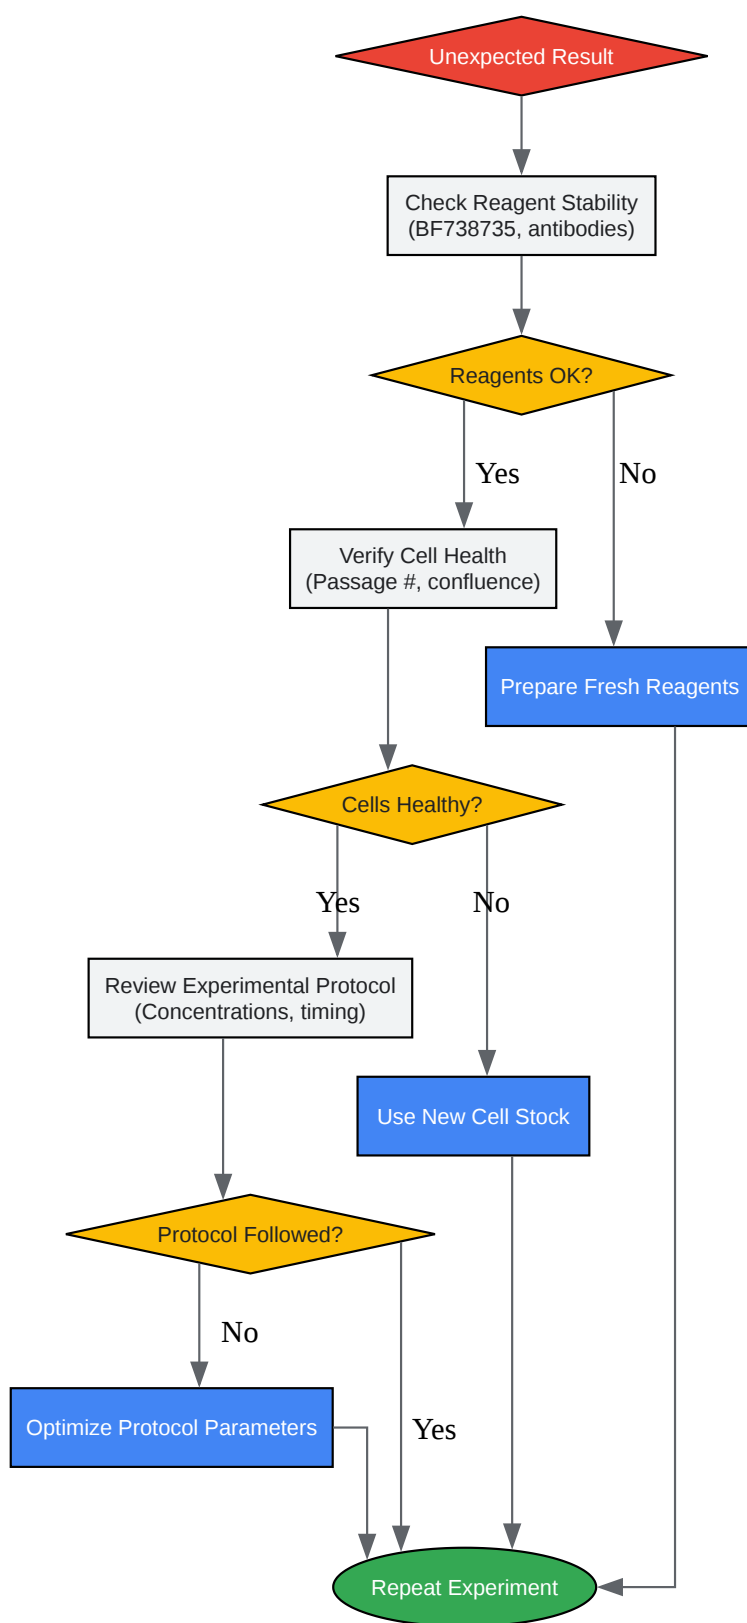 Unexpected Result
Check Reagent Stability
(BF738735, antibodies)
Reagents OK?
Yes
No
Verify Cell Health
(Passage #, confluence)
Prepare Fresh Reagents
Cells Healthy?
Yes
No
Review Experimental Protocol
(Concentrations, timing)
Use New Cell Stock
Protocol Followed?
No
Optimize Protocol Parameters
Yes
Repeat Experiment